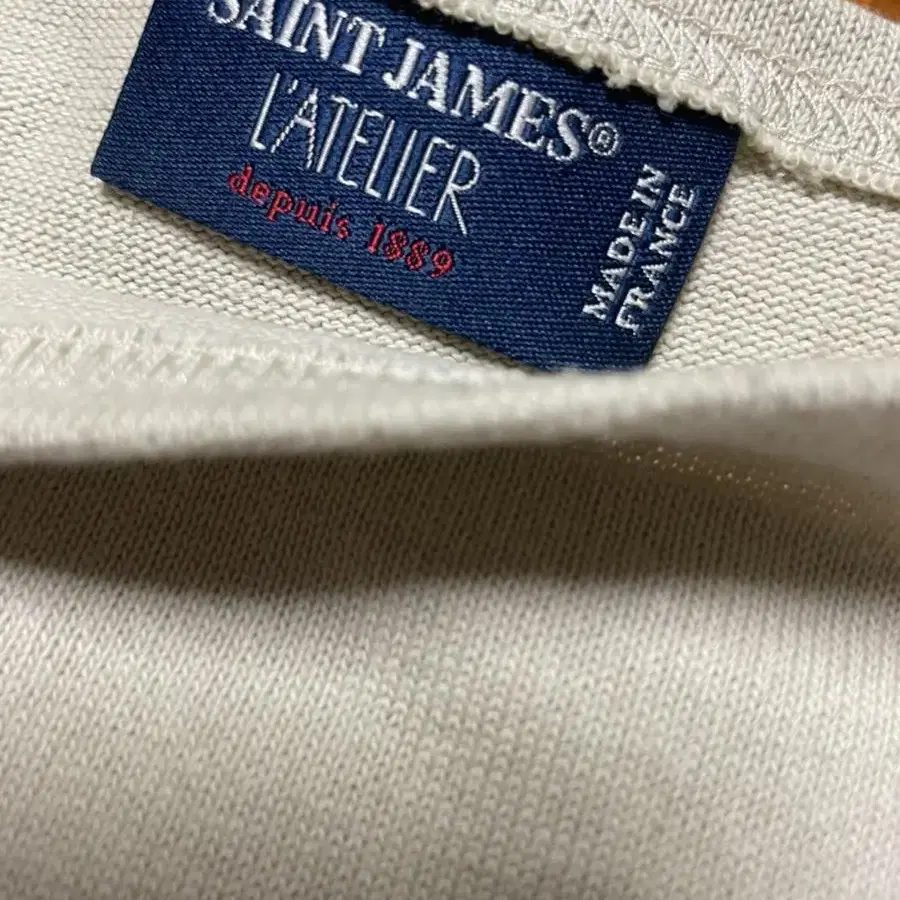 SAINT JAMES®
L'ATELIER
depuis 1889
MADE IN
FRANCE